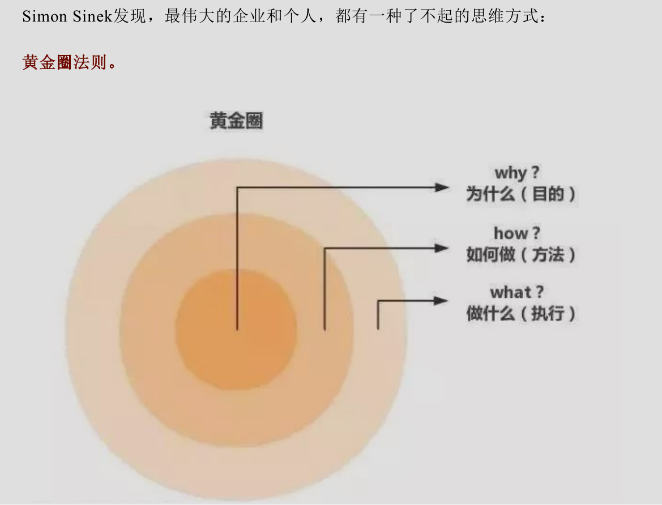 Simon Sinek发现，最伟大的企业和个人，都有一种了不起的思维方式：
黄金圈法则。
黄金圈
why？
为什么（目的）
how？
如何做（方法）
what？
做什么（执行）